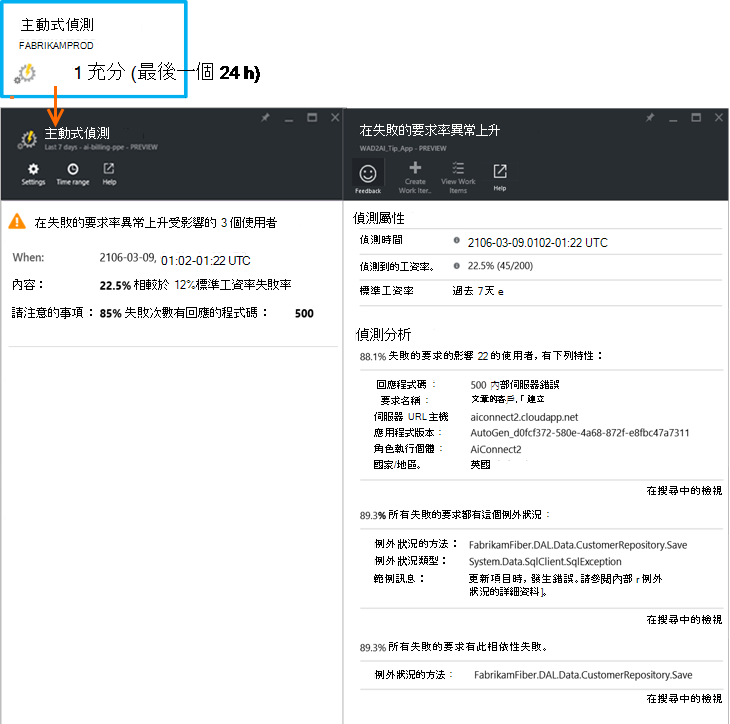 主動式偵測
FABRIKAMPROD
1 充分 (最後一個 24 h)
主動式偵測
Last 7 days - ai-billing-ppe - PREVIEW
Settings
Time range
Help
在失敗的要求率異常上升受影響的 3 個使用者
When: 2106-03-09, 01:02-01:22 UTC
內容： 22.5% 相較於 12%標準工資率失敗率
請注意的事項： 85% 失敗次數有回應的程式碼： 500
在失敗的要求率異常上升
WAD2AI_Tip_App - PREVIEW
Feedback
Create Work Iter..
View Work Items
Help
偵測屬性
偵測時間 2106-03-09.0102-01:22 UTC
偵測到的工資率。 22.5% (45/200)
標準工資率 過去 7天 e
偵測分析
88.1% 失敗的要求的影響 22 的使用者, 有下列特性：
回應程式碼： 500 內部伺服器錯誤
要求名稱： 文章的客戶,「建立
伺服器 URL主機 aiconnect2.cloudapp.net
應用程式版本： AutoGen_d0fcf372-580e-4a68-872f-e8fbc47a7311
角色執行個體： AiConnect2
國家/地區。 英國
在搜尋中的檢視
89.3% 所有失敗的要求都有這個例外狀況：
例外狀況的方法： FabrikamFiber.DAL.Data.CustomerRepository.Save
例外狀況類型： System.Data.SqlClient.SqlException
範例訊息： 更新項目時, 發生錯誤。請參閱內部 r 例外
狀況的詳細資料]。
在搜尋中的檢視
89.3% 所有失敗的要求有此相依性失敗。
例外狀況的方法： FabrikamFiber.DAL.Data.CustomerRepository.Save
在搜尋中的檢視